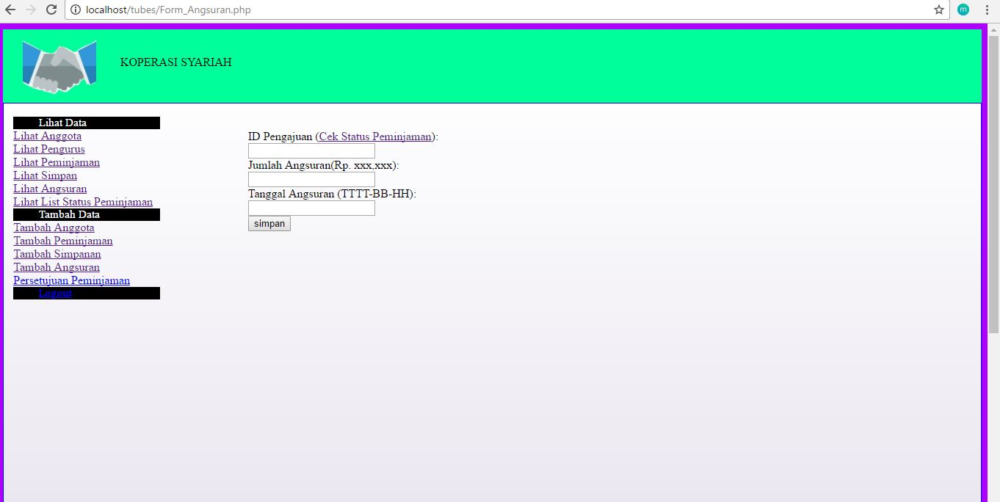 localhost/tubes/Form_Angsuran.php
m
KOPERASI SYARIAH
Lihat Data
Lihat Anggota
Lihat Pengurus
Lihat Peminjaman
Lihat Simpan
Lihat Angsuran
Lihat List Status Peminjaman
Tambah Data
Tambah Anggota
Tambah Peminjaman
Tambah Simpanan
Tambah Angsuran
Persetujuan Peminjaman
Logout
ID Pengajuan (Cek Status Peminjaman):
Jumlah Angsuran(Rp. xxx,xxx):
Tanggal Angsuran (TTTT-BB-HH):
simpan